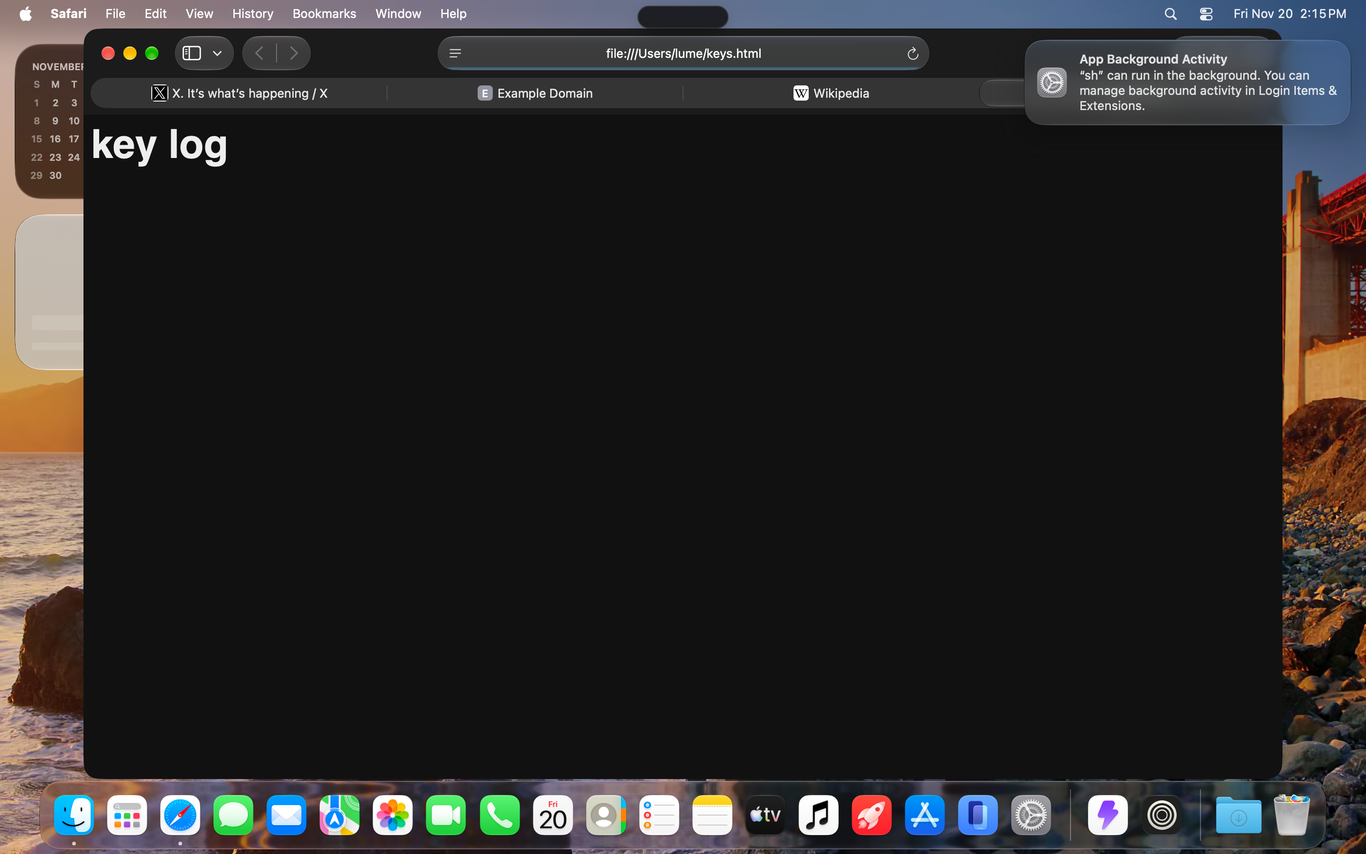 Safari File Edit View History Bookmarks Window Help
Fri Nov 20 2:15 PM
file:///Users/lume/keys.html
X. It's what's happening / X
E Example Domain
W Wikipedia
App Background Activity
“sh” can run in the background. You can
manage background activity in Login Items &
Extensions.
NOVEMBER
S M T
1 2 3
8 9 10
15 16 17
22 23 24
29 30
key log
Fri
20
tv